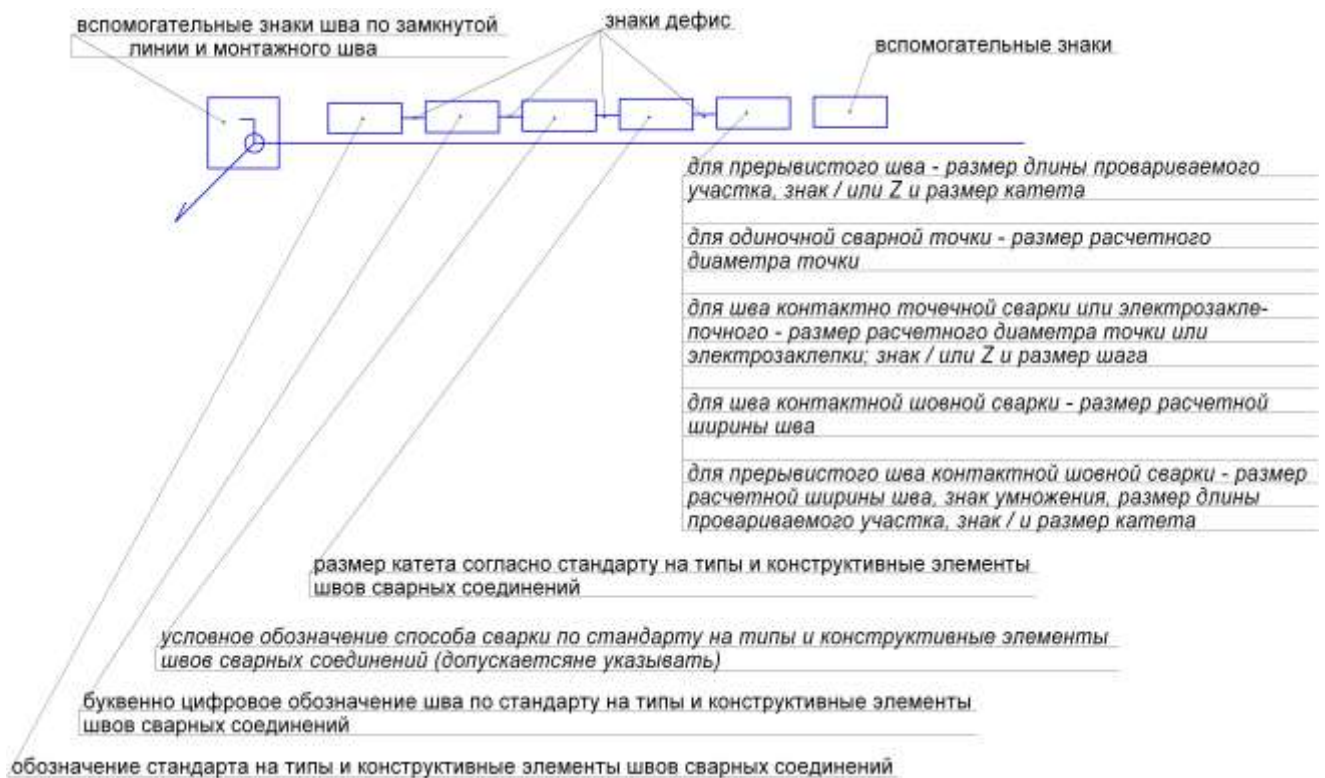 вспомогательные знаки шва по замкнутой
линии и монтажного шва
знаки дефис
вспомогательные знаки
для прерывистого шва - размер длины провариваемого
участка, знак / или Z и размер катета
для одиночной сварной точки - размер расчетного
диаметра точки
для шва контактно точечной сварки или электрозакле-
почного - размер расчетного диаметра точки или
электрозаклепки; знак / или Z и размер шага
для шва контактной шовной сварки - размер расчетной
ширины шва
для прерывистого шва контактной шовной сварки - размер
расчетной ширины шва, знак умножения, размер длины
провариваемого участка, знак / и размер катета
размер катета согласно стандарту на типы и конструктивные элементы
швов сварных соединений
условное обозначение способа сварки по стандарту на типы и конструктивные элементы
швов сварных соединений (допускаетсяне указывать)
буквенно цифровое обозначение шва по стандарту на типы и конструктивные элементы
швов сварных соединений
обозначение стандарта на типы и конструктивные элементы швов сварных соединений